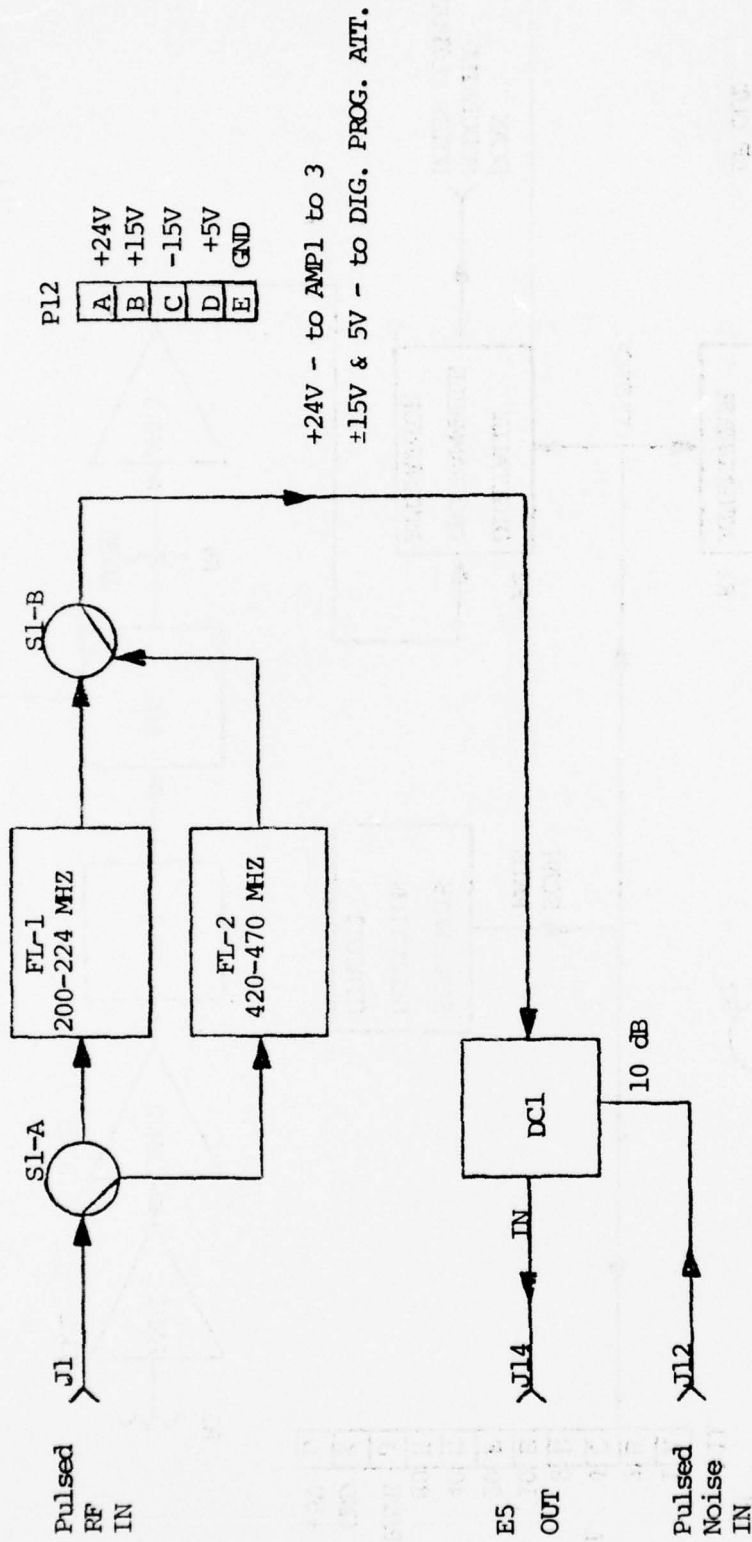 Pulsed
RF
IN
J1
S1-A
FL-1
200-224 MHZ
FL-2
420-470 MHZ
S1-B
P12
A +24V
B +15V
C -15V
D +5V
E GND
+24V - to AMP1 to 3
±15V & 5V - to DIG. PROG. ATT.
E5
OUT
J14
IN
DC1
10 dB
Pulsed
Noise
IN
J12